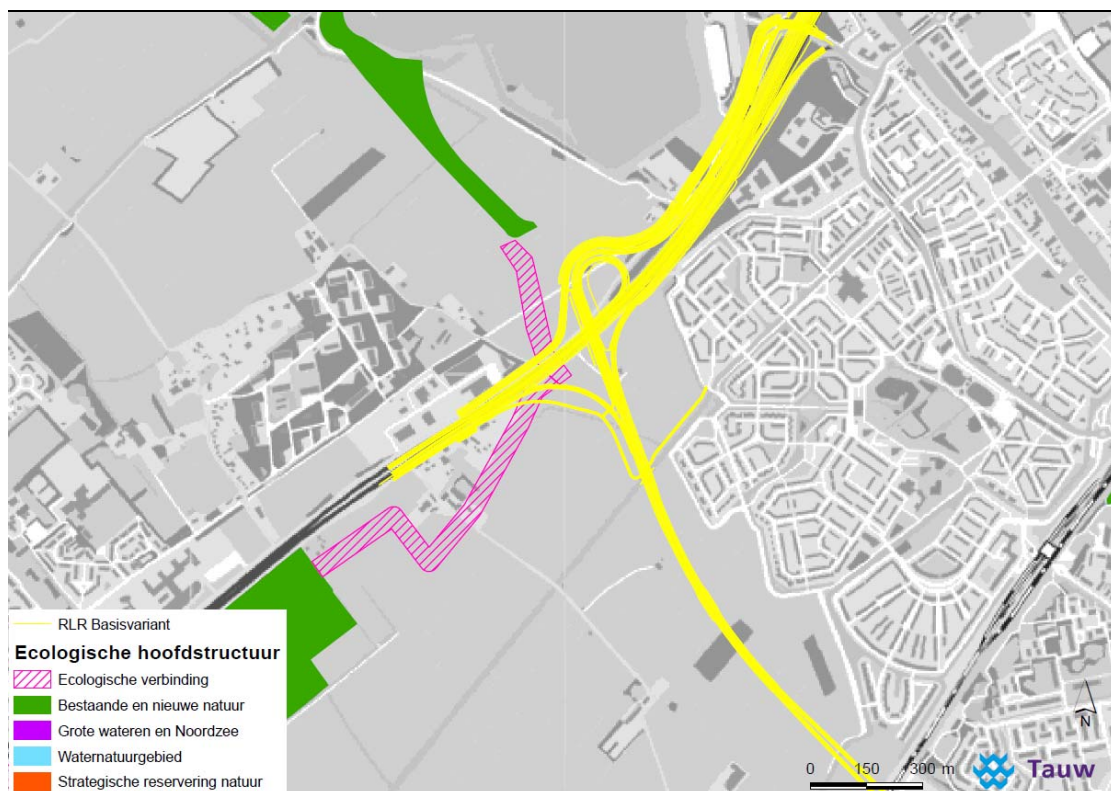 RLR Basisvariant
Ecologische hoofdstructuur
Ecologische verbinding
Bestaande en nieuwe natuur
Grote wateren en Noordzee
Waternatuurgebied
Strategische reservering natuur
N
0 150 300 m
Tauw